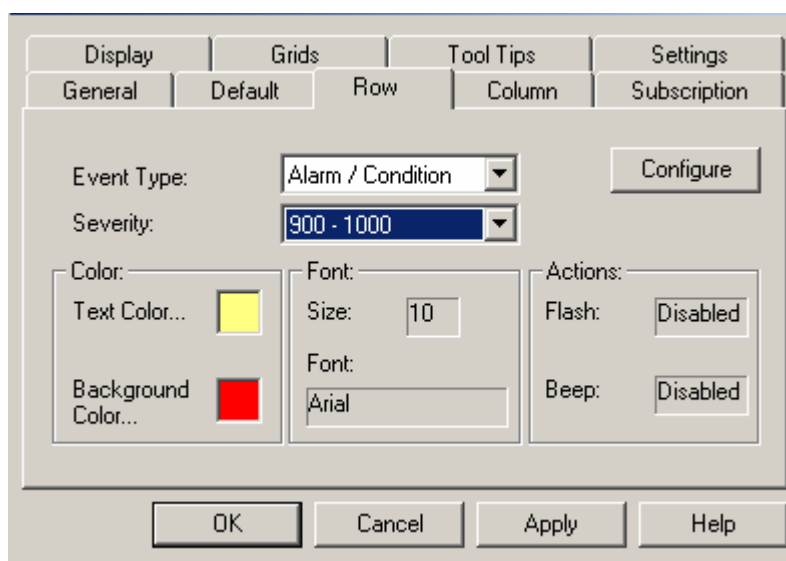 Display Grids Tool Tips Settings
General Default Row Column Subscription
Event Type: Alarm / Condition Configure
Severity: 900 - 1000
Color: Font: Actions:
Text Color... Size: 10 Flash: Disabled
Font:
Background Color... Arial Beep: Disabled
OK Cancel Apply Help